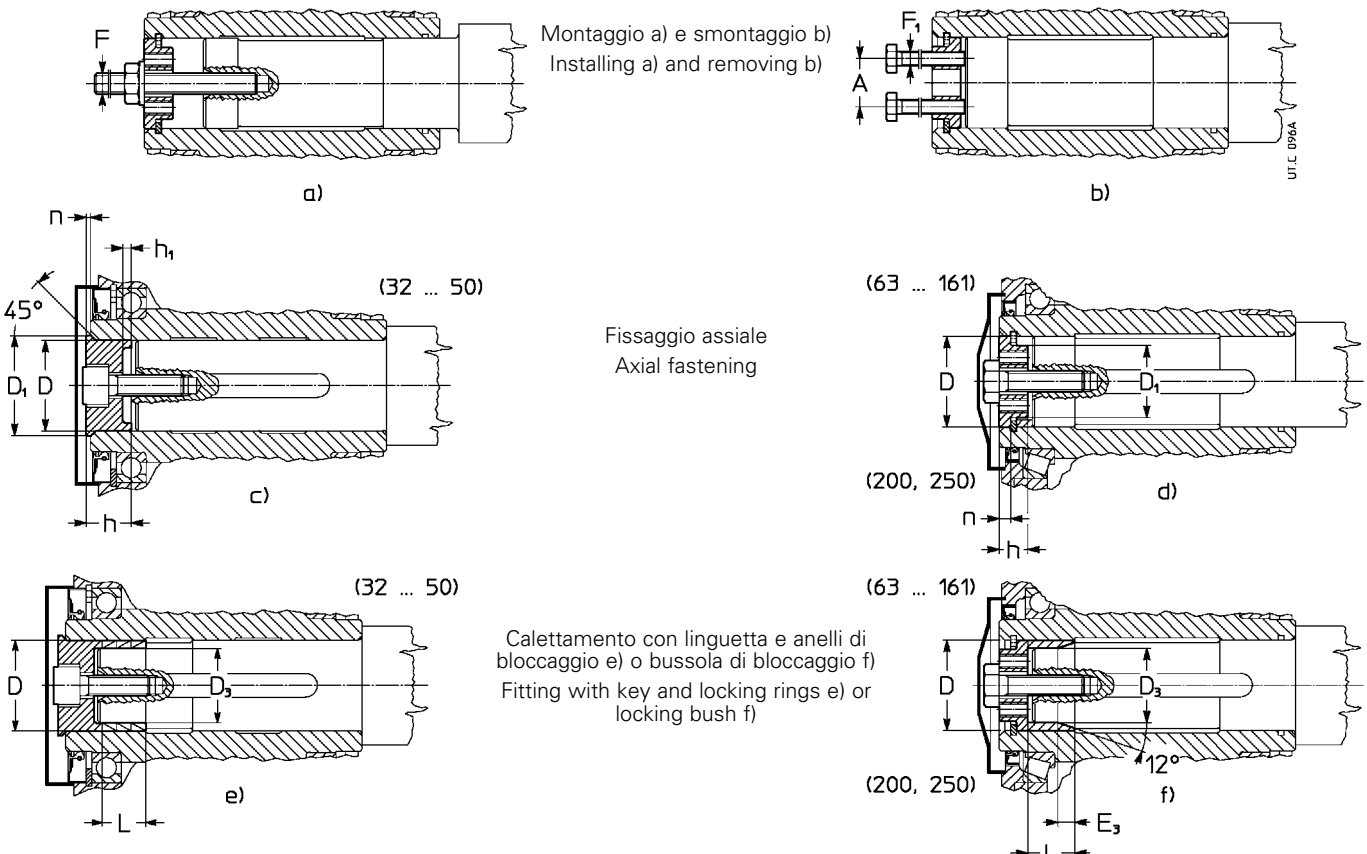 F
Montaggio a) e smontaggio b)
Installing a) and removing b)
F₁
A
UT.C 096A
a)
b)
n
h₁
45°
(32 ... 50)
D₁
D
c)
h
Fissaggio assiale
Axial fastening
(63 ... 161)
D
D₁
(200, 250)
d)
n
h
(32 ... 50)
D
D₃
e)
L
Calettamento con linguetta e anelli di
bloccaggio e) o bussola di bloccaggio f)
Fitting with key and locking rings e) or
locking bush f)
(63 ... 161)
D
D₃
12°
(200, 250)
f)
E₃
L